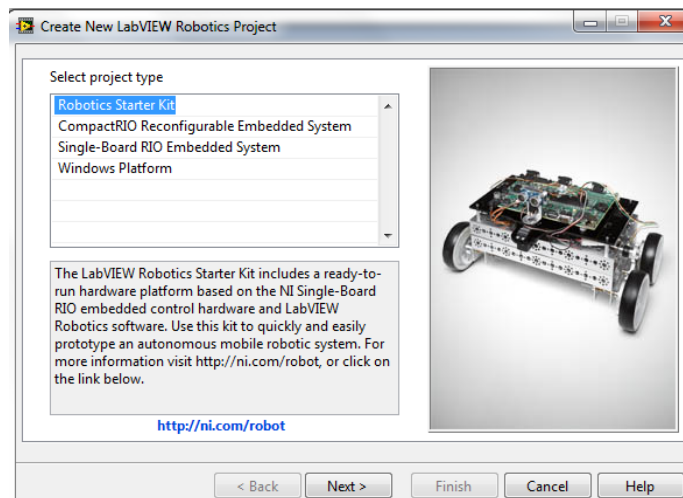 Create New LabVIEW Robotics Project
Select project type
Robotics Starter Kit
CompactRIO Reconfigurable Embedded System
Single-Board RIO Embedded System
Windows Platform
The LabVIEW Robotics Starter Kit includes a ready-to-
run hardware platform based on the NI Single-Board
RIO embedded control hardware and LabVIEW
Robotics software. Use this kit to quickly and easily
prototype an autonomous mobile robotic system. For
more information visit http://ni.com/robot, or click on
the link below.
http://ni.com/robot
< Back Next > Finish Cancel Help